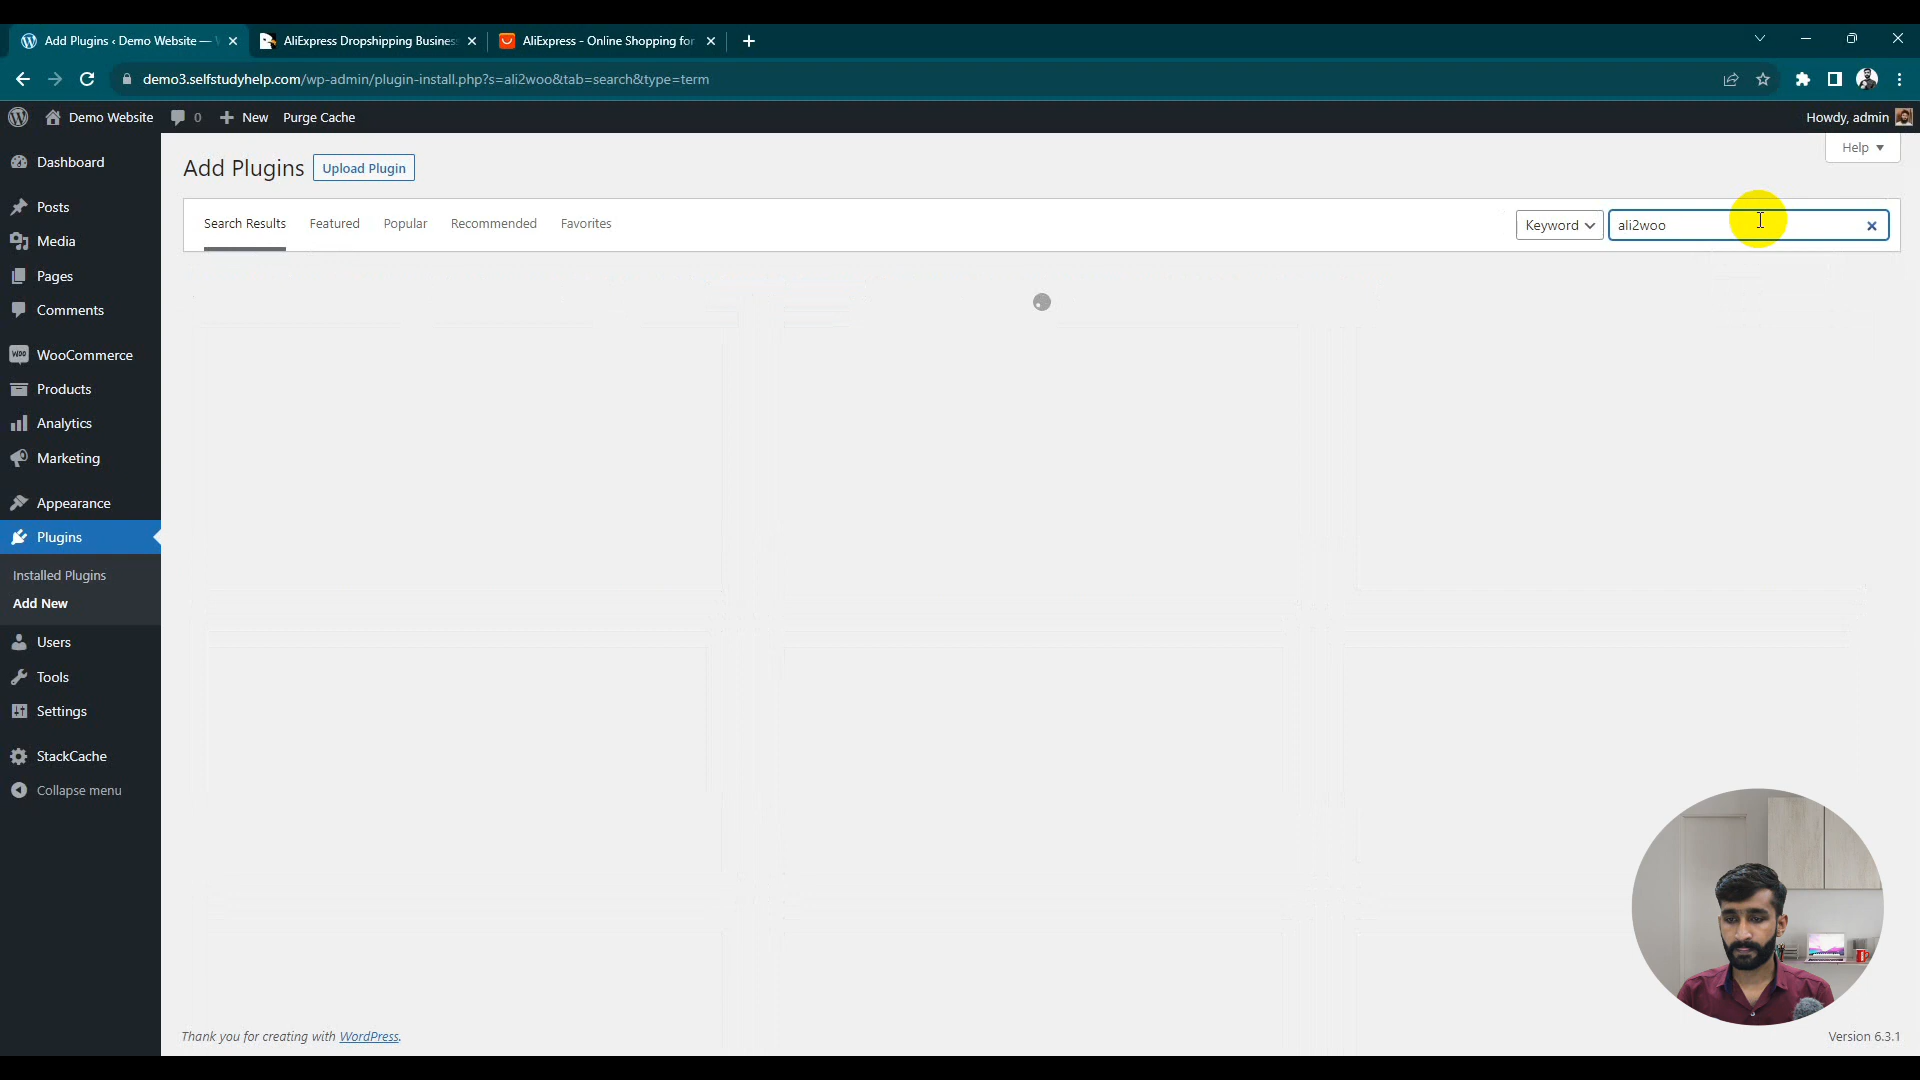 Add Plugins ‹ Demo Website — W
AliExpress Dropshipping Business
AliExpress - Online Shopping for
demo3.selfstudyhelp.com/wp-admin/plugin-install.php?s=ali2woo&tab=search&type=term
Demo Website
0
New
Purge Cache
Howdy, admin
Dashboard
Posts
Media
Pages
Comments
WooCommerce
Products
Analytics
Marketing
Appearance
Plugins
Installed Plugins
Add New
Users
Tools
Settings
StackCache
Collapse menu
Add Plugins
Upload Plugin
Help
Search Results
Featured
Popular
Recommended
Favorites
Keyword
ali2woo
Thank you for creating with WordPress.
Version 6.3.1